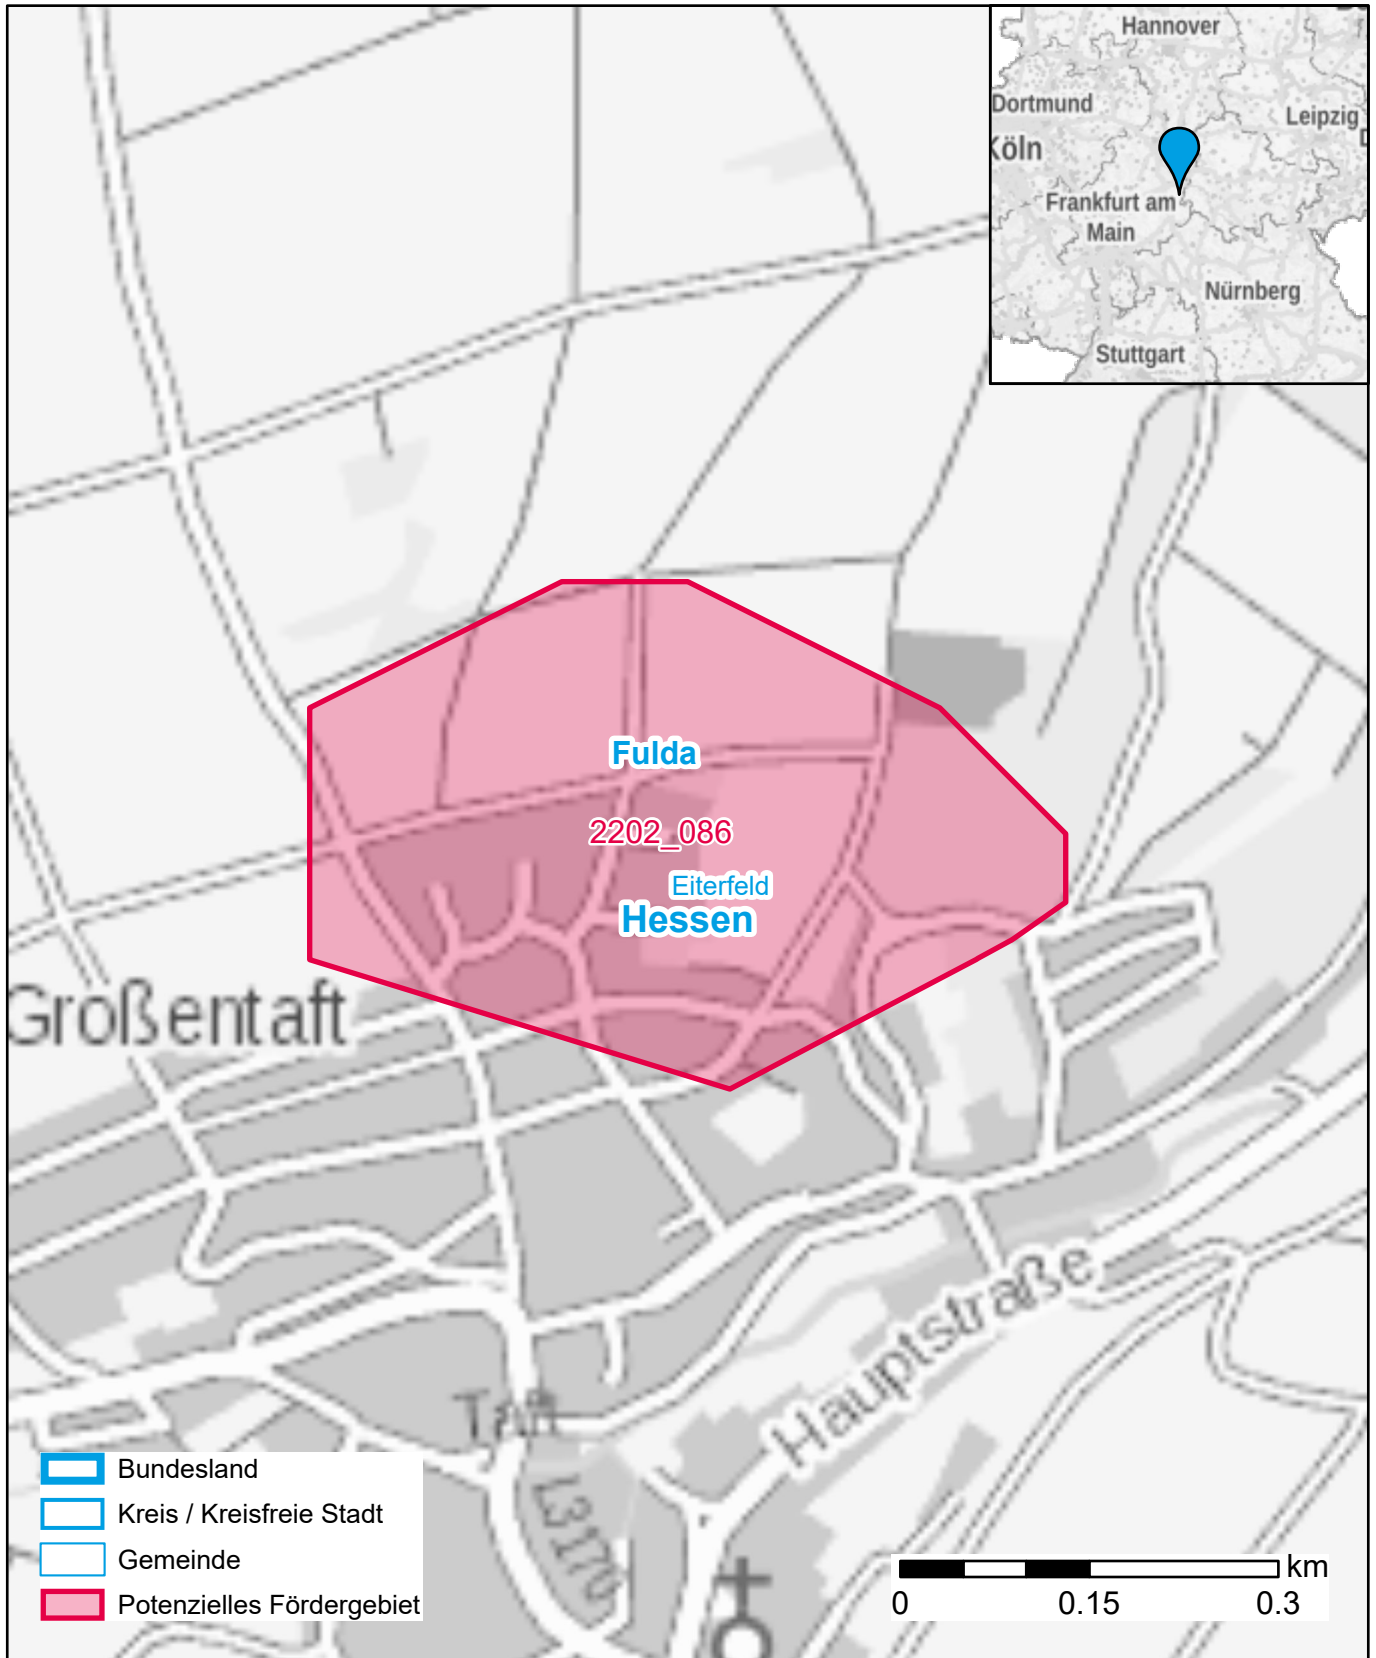 Hannover
Dortmund
Leipzig
Köln
Frankfurt am
Main
Nürnberg
Stuttgart
Fulda
2202_086
Eiterfeld
Hessen
Großentaft
Hauptstraße
Taft
L3170
Bundesland
Kreis / Kreisfreie Stadt
Gemeinde
Potenzielles Fördergebiet
km
0 0.15 0.3